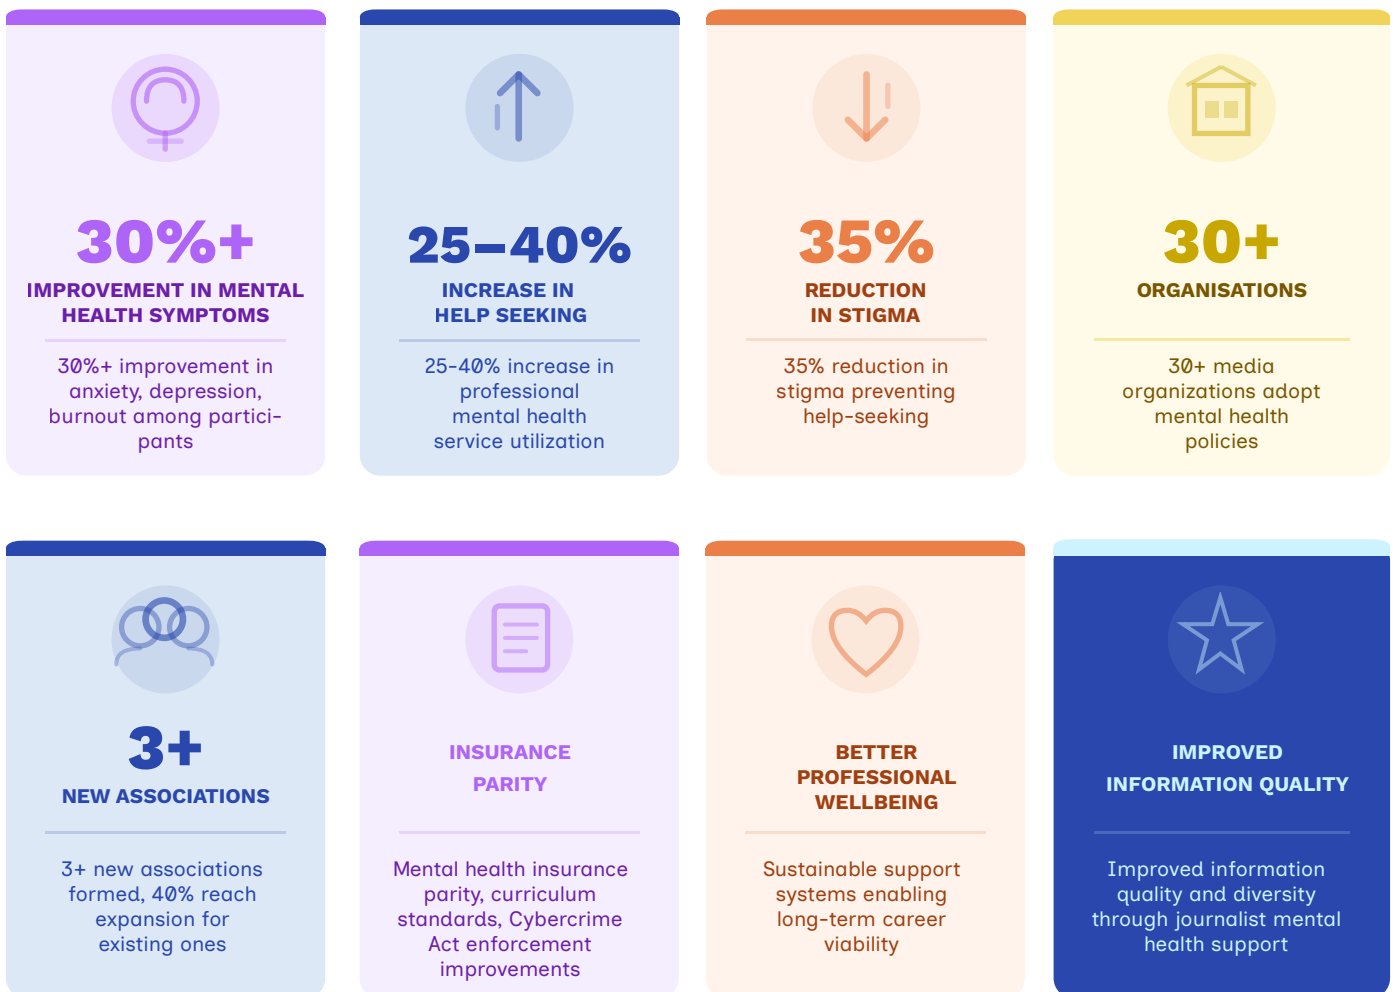 30%+
IMPROVEMENT IN MENTAL
HEALTH SYMPTOMS
30%+ improvement in
anxiety, depression,
burnout among partici-
pants
25–40%
INCREASE IN
HELP SEEKING
25-40% increase in
professional
mental health
service utilization
35%
REDUCTION
IN STIGMA
35% reduction in
stigma preventing
help-seeking
30+
ORGANISATIONS
30+ media
organizations adopt
mental health
policies
3+
NEW ASSOCIATIONS
3+ new associations
formed, 40% reach
expansion for
existing ones
INSURANCE
PARITY
Mental health insurance
parity, curriculum
standards, Cybercrime
Act enforcement
improvements
BETTER
PROFESSIONAL
WELLBEING
Sustainable support
systems enabling
long-term career
viability
IMPROVED
INFORMATION QUALITY
Improved information
quality and diversity
through journalist mental
health support